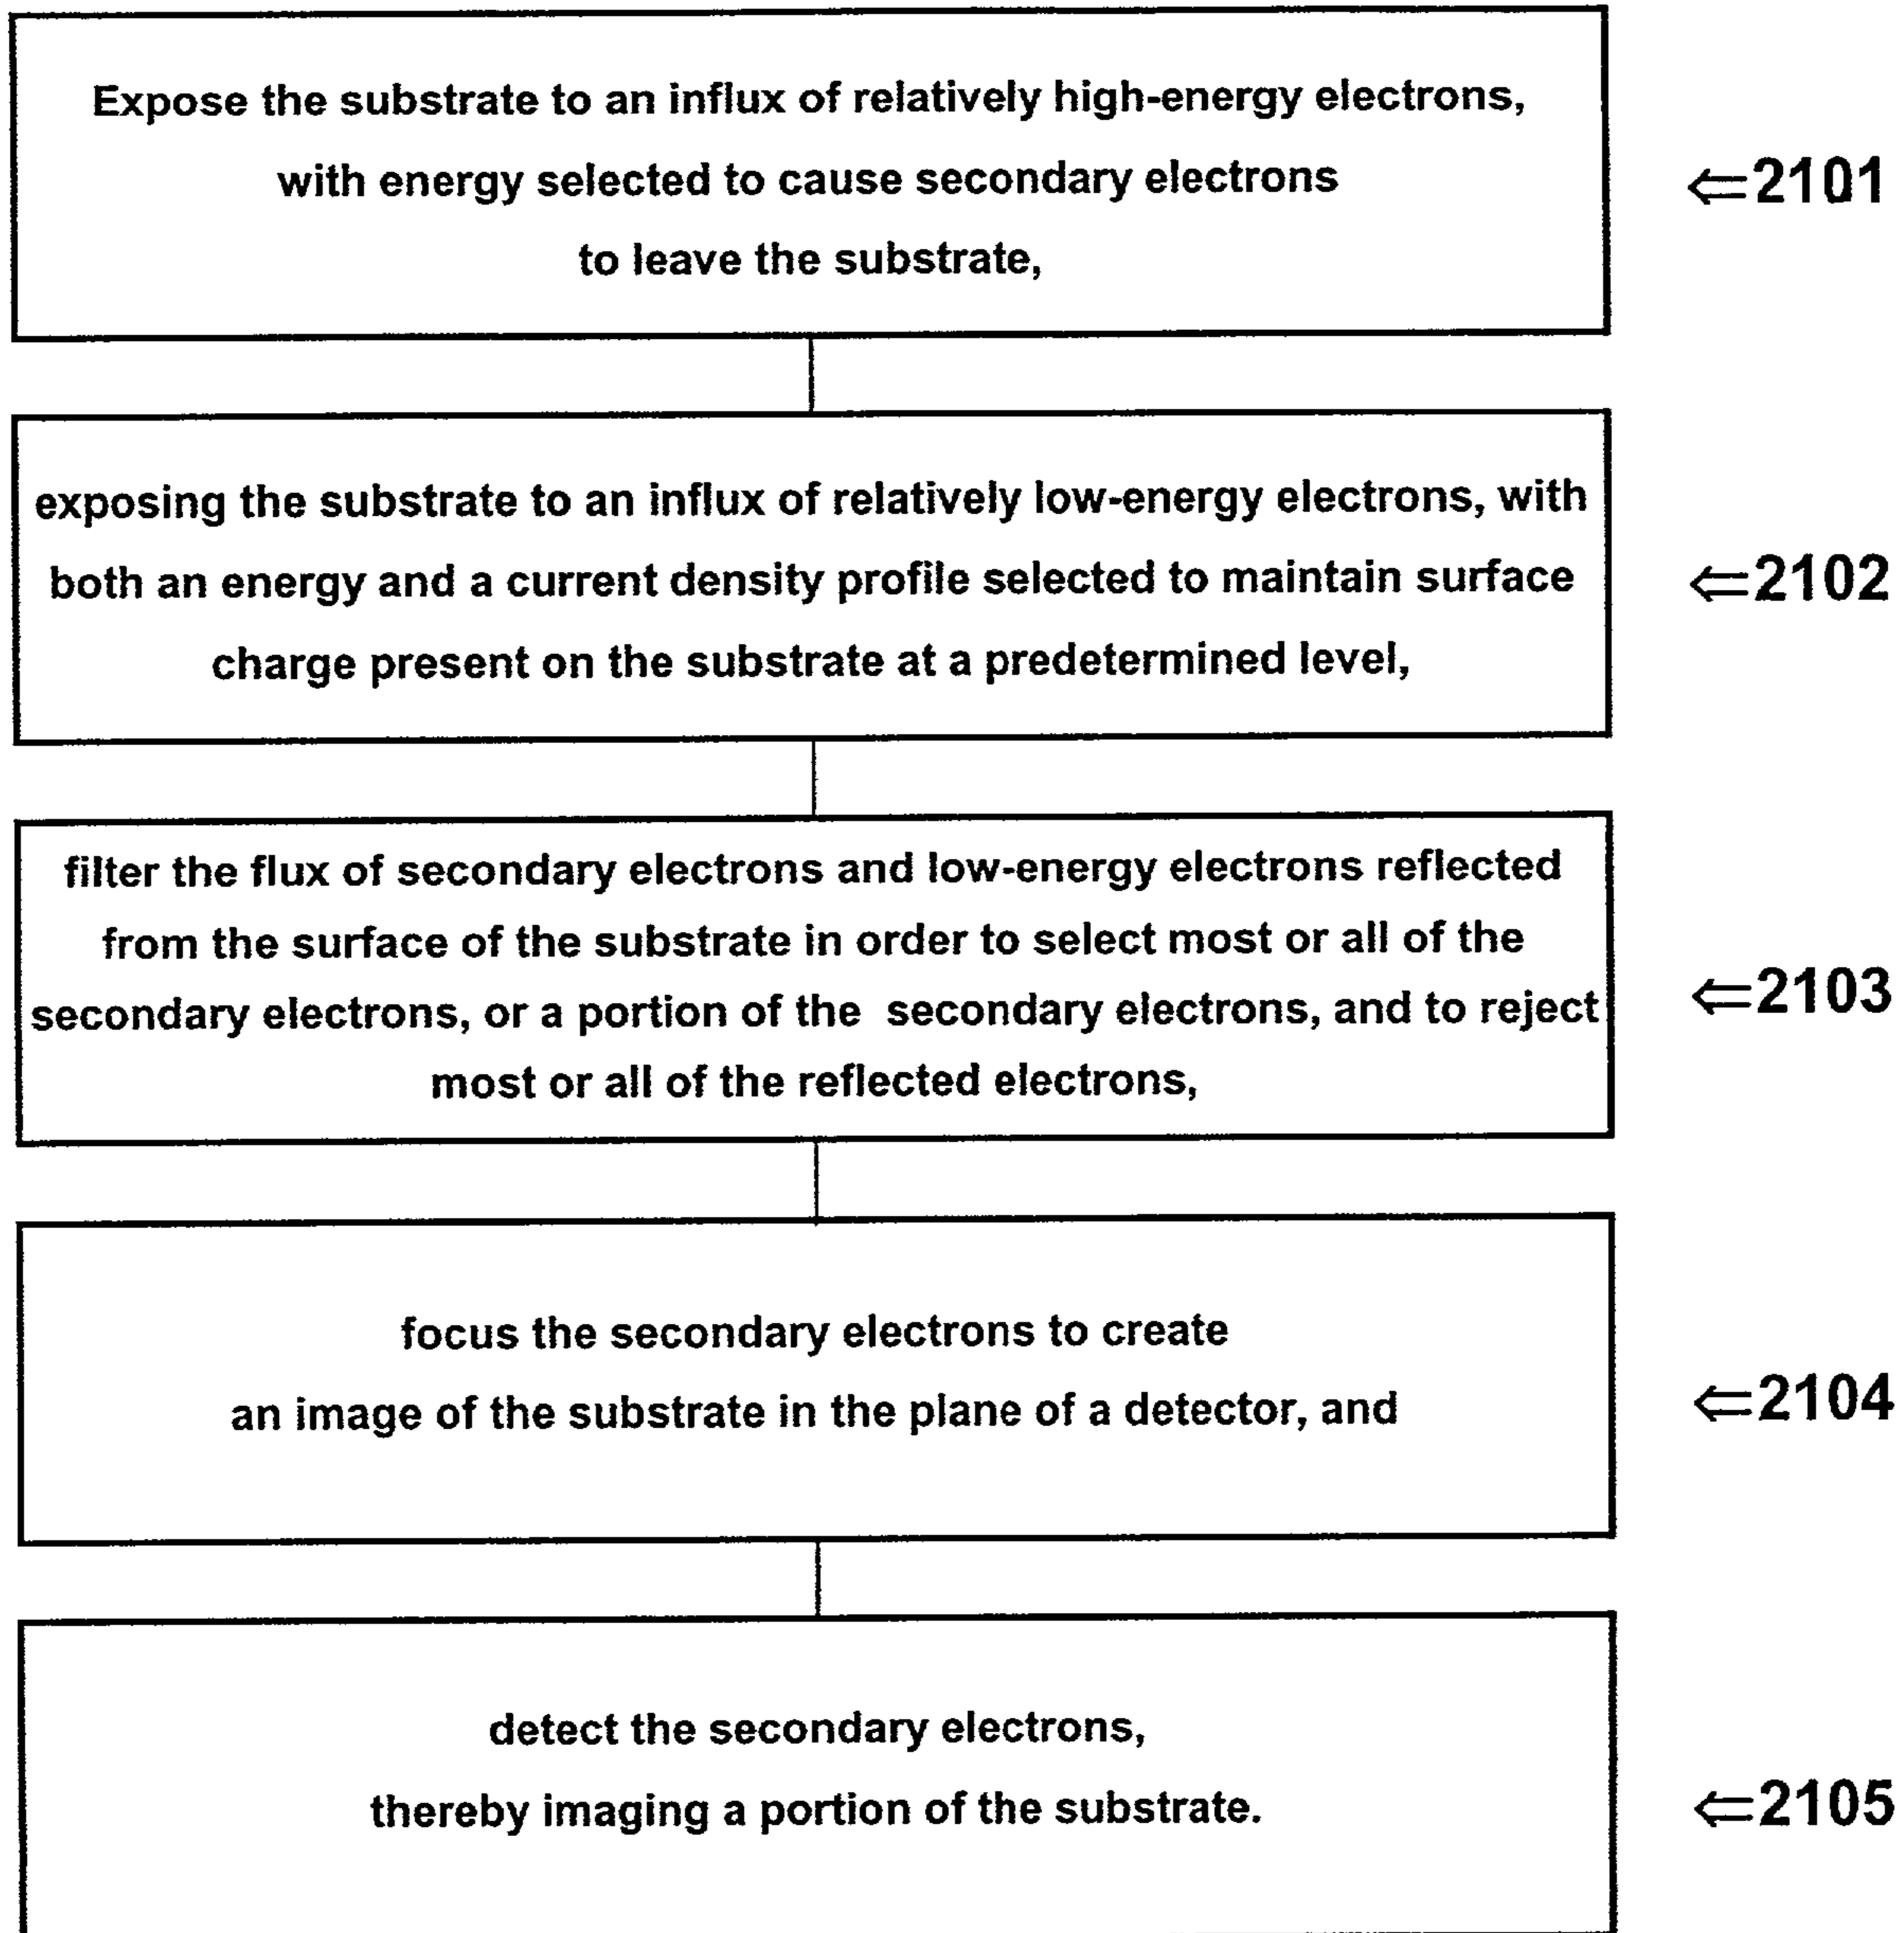 Expose the substrate to an influx of relatively high-energy electrons,
with energy selected to cause secondary electrons
to leave the substrate,
⇐2101
exposing the substrate to an influx of relatively low-energy electrons, with
both an energy and a current density profile selected to maintain surface
charge present on the substrate at a predetermined level,
⇐2102
filter the flux of secondary electrons and low-energy electrons reflected
from the surface of the substrate in order to select most or all of the
secondary electrons, or a portion of the secondary electrons, and to reject
most or all of the reflected electrons,
⇐2103
focus the secondary electrons to create
an image of the substrate in the plane of a detector, and
⇐2104
detect the secondary electrons,
thereby imaging a portion of the substrate.
⇐2105